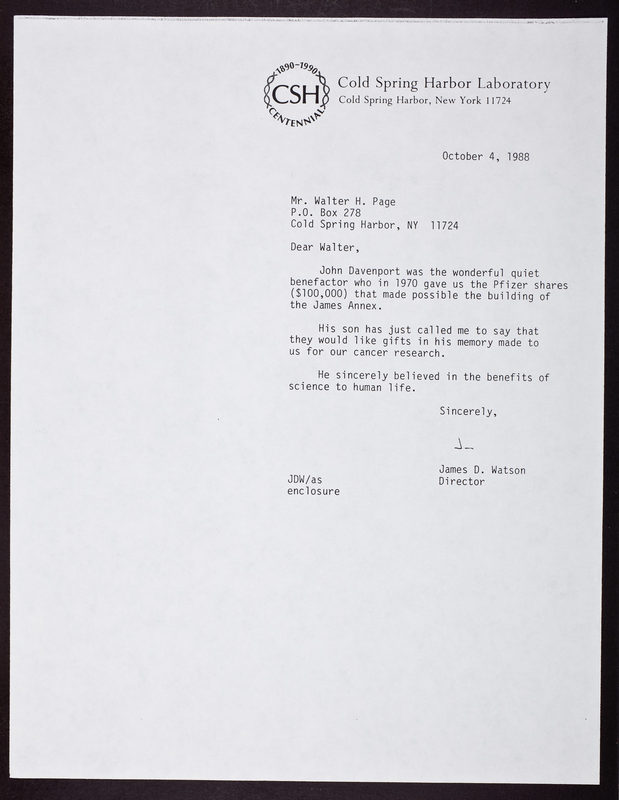 1890-1990
CSH
CENTENNIAL
Cold Spring Harbor Laboratory
Cold Spring Harbor, New York 11724
October 4, 1988
Mr. Walter H. Page
P.O. Box 278
Cold Spring Harbor, NY 11724
Dear Walter,
John Davenport was the wonderful quiet
benefactor who in 1970 gave us the Pfizer shares
($100,000) that made possible the building of
the James Annex.
His son has just called me to say that
they would like gifts in his memory made to
us for our cancer research.
He sincerely believed in the benefits of
science to human life.
Sincerely,
James D. Watson
Director
JDW/as
enclosure